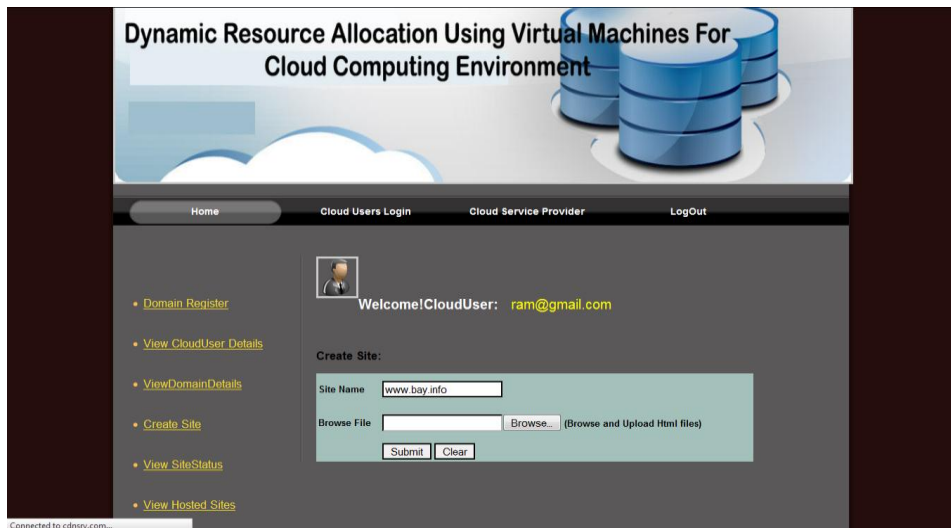 Dynamic Resource Allocation Using Virtual Machines For
Cloud Computing Environment
Home
Cloud Users Login
Cloud Service Provider
LogOut
Domain Register
View CloudUser Details
ViewDomainDetails
Create Site
View SiteStatus
View Hosted Sites
Welcome!CloudUser: ram@gmail.com
Create Site:
Site Name www.bay.info
Browse File Browse... (Browse and Upload Html files)
Submit Clear
Connected to cdnsrv.com...